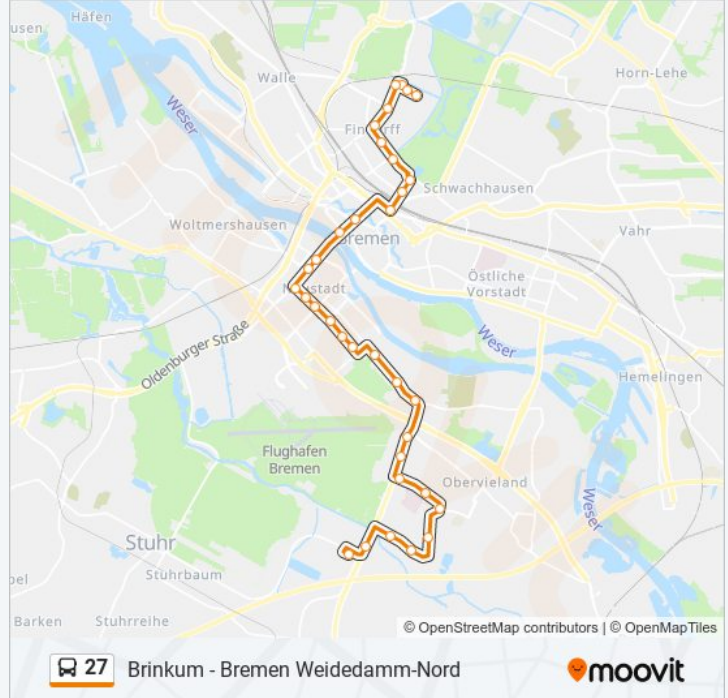 Häfen
usen
Walle
Horn-Lehe
Weser
Findorff
Schwachhausen
Woltmershausen
Bremen
Vahr
Neustadt
Östliche
Vorstadt
Oldenburger Straße
Weser
Hemelingen
Flughafen
Bremen
Obervieland
Weser
Stuhr
Stuhrbaum
pel
Barken
Stuhrreihe
© OpenStreetMap contributors | © OpenMapTiles
27 Brinkum - Bremen Weidedamm-Nord
moovit